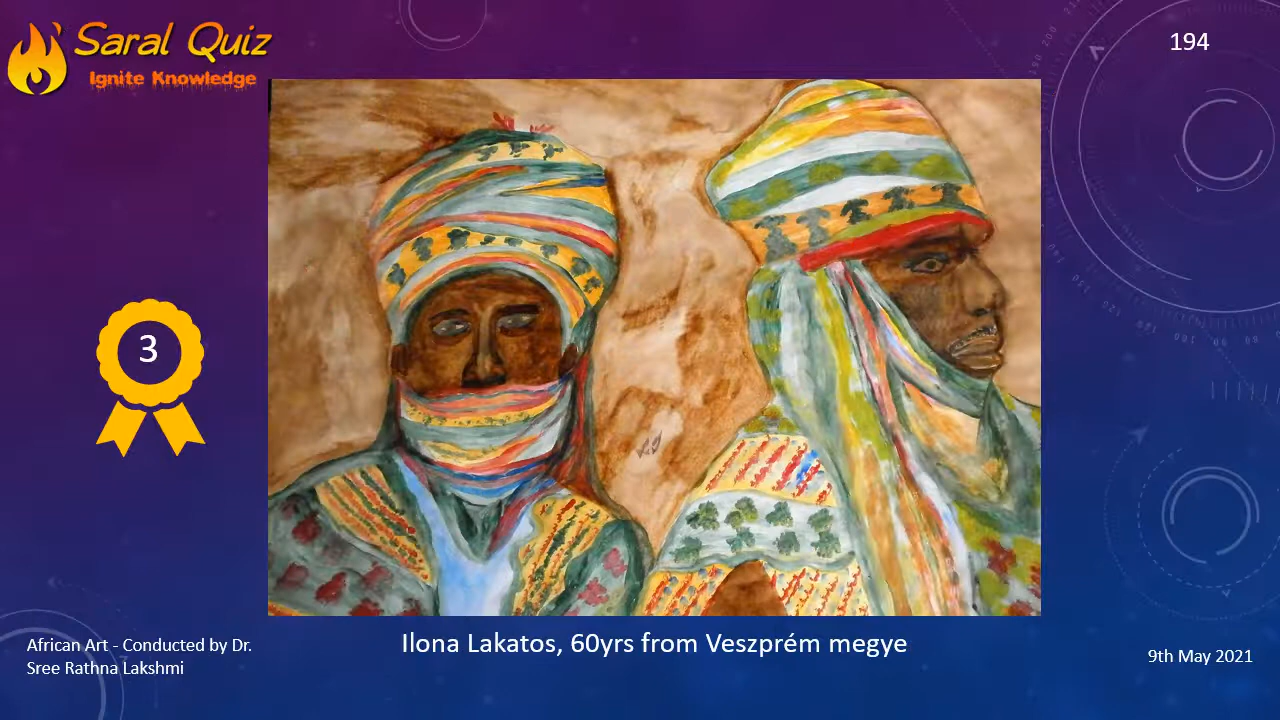 Saral Quiz
Ignite Knowledge
194
3
Ilona Lakatos, 60yrs from Veszprém megye
African Art - Conducted by Dr.
Sree Rathna Lakshmi
9th May 2021